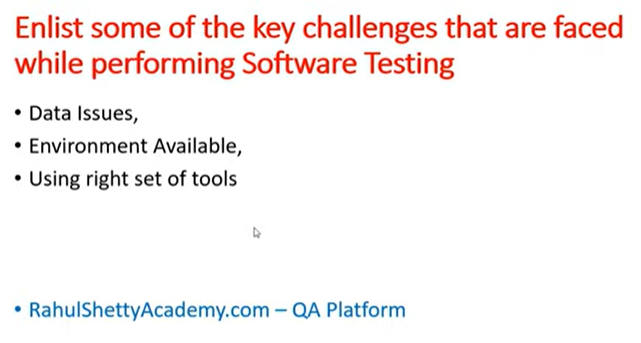 Enlist some of the key challenges that are faced
while performing Software Testing
• Data Issues,
• Environment Available,
• Using right set of tools
• RahulShettyAcademy.com – QA Platform